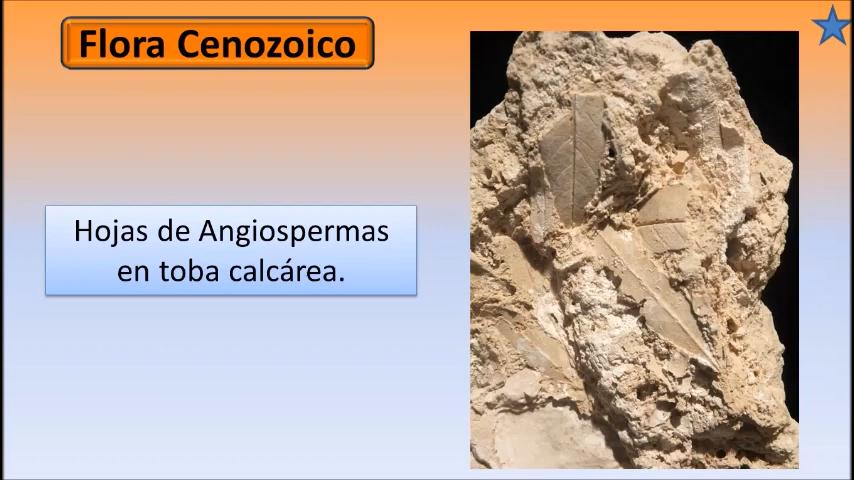 Flora Cenozoico
Hojas de Angiospermas
en toba calcárea.